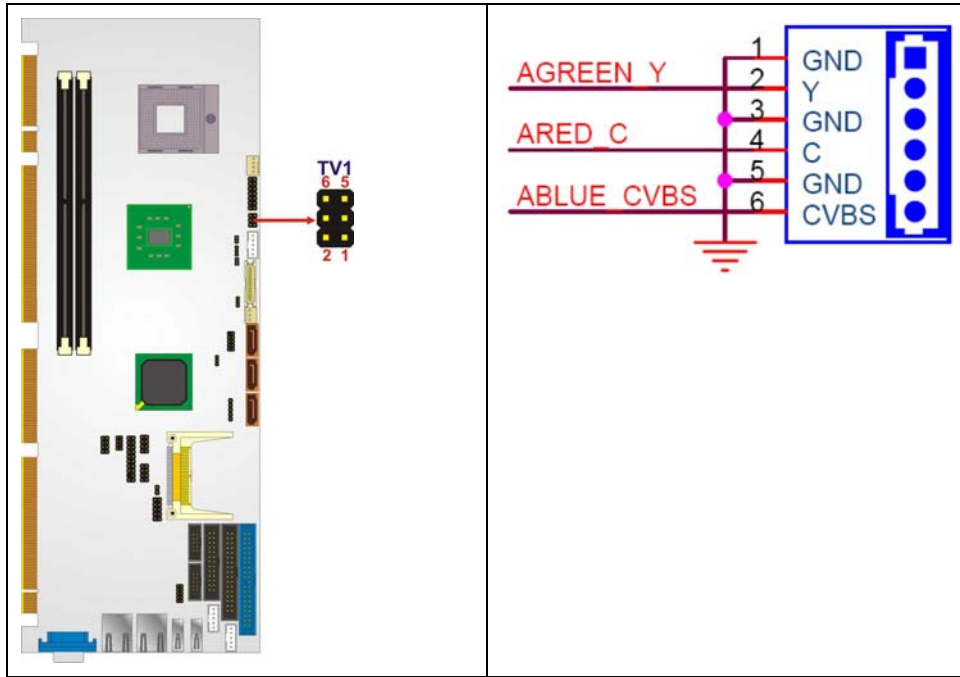 TV1
6 5
2 1
AGREEN_Y
ARED_C
ABLUE_CVBS
1 GND
2 Y
3 GND
4 C
5 GND
6 CVBS